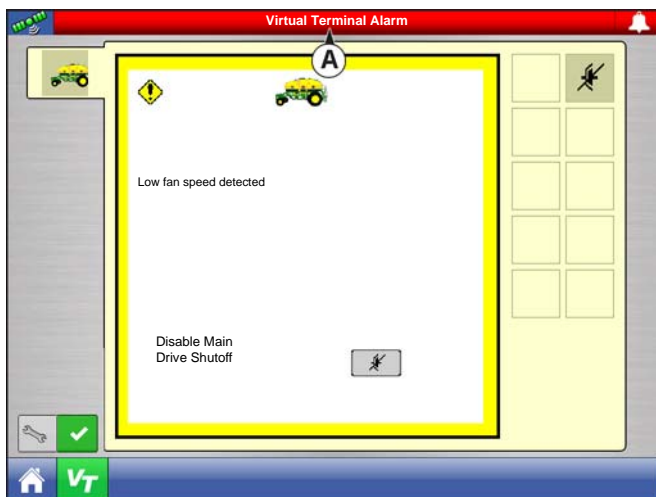 Virtual Terminal Alarm
A
Low fan speed detected
Disable Main
Drive Shutoff
VT